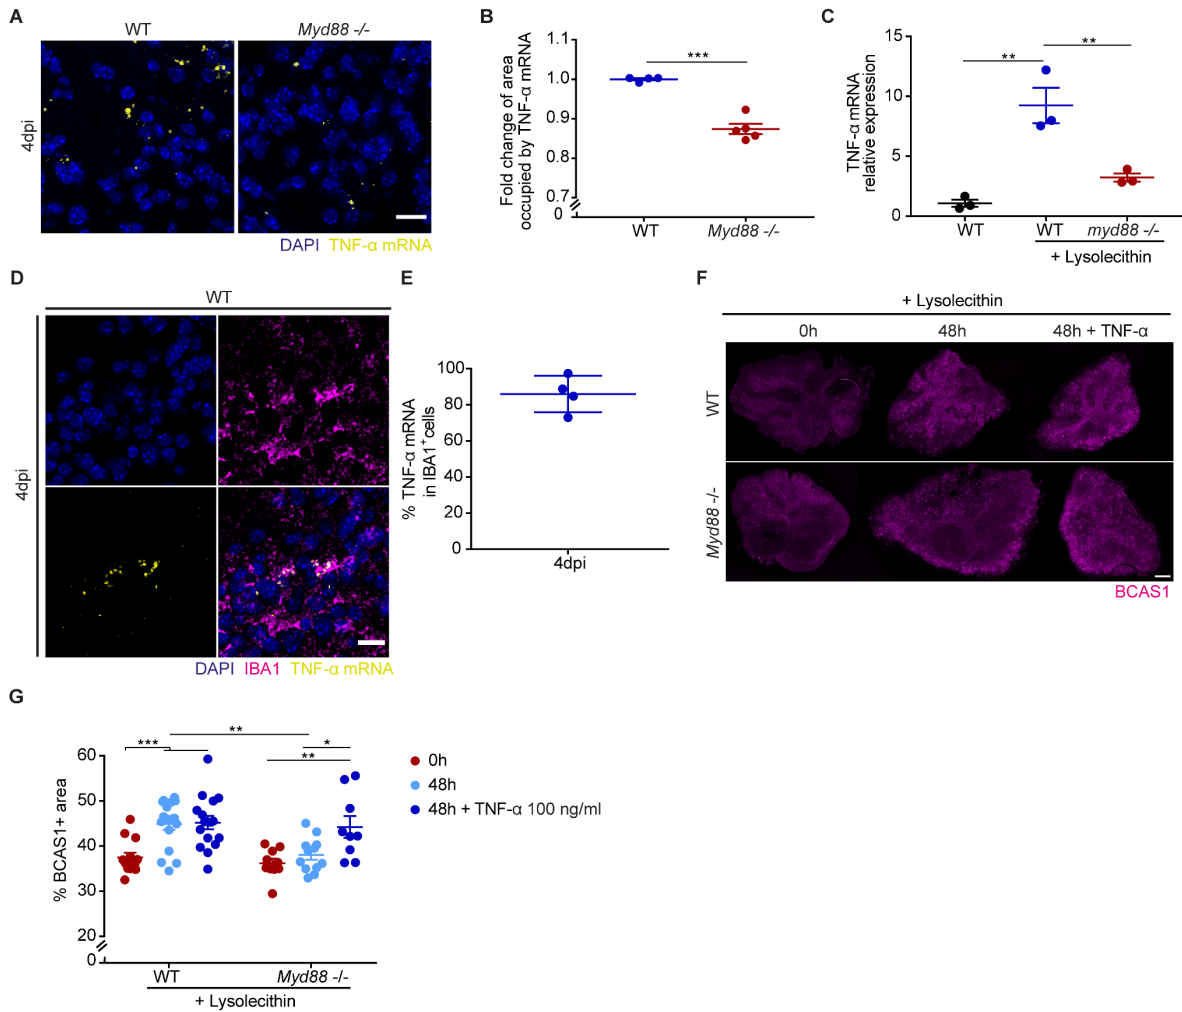 A
WT
Myd88 -/-
4dpi
DAPI TNF-α mRNA
B
Fold change of area
occupied by TNF-α mRNA
1.1
1.0
0.9
0.8
0.7
0
***
WT
Myd88 -/-
C
TNF-α mRNA
relative expression
15
10
5
0
**
**
WT
WT
myd88 -/-
+ Lysolecithin
D
WT
4dpi
DAPI IBA1 TNF-α mRNA
E
% TNF-α mRNA
in IBA1+cells
100
80
60
40
20
0
4dpi
F
+ Lysolecithin
0h
48h
48h + TNF-α
WT
Myd88 -/-
BCAS1
G
% BCAS1+ area
60
50
40
30
20
0
***
**
*
**
WT
Myd88 -/-
+ Lysolecithin
0h
48h
48h + TNF-α 100 ng/ml